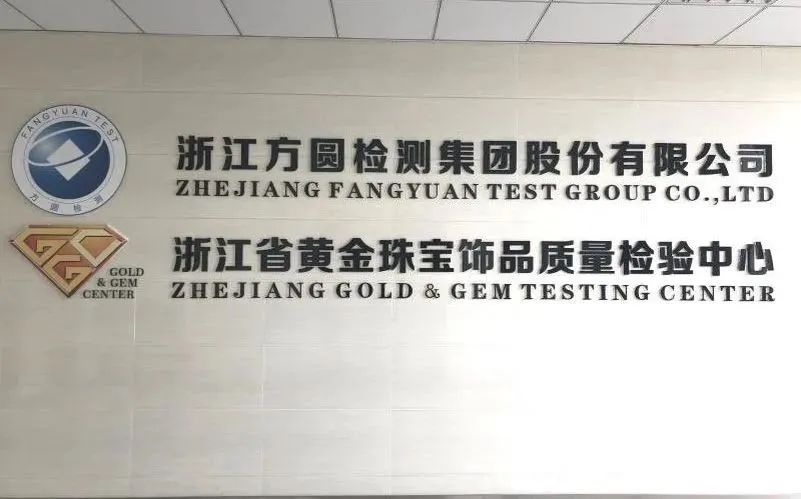 FANGYUAN TEST
方圆检测
浙江方圆检测集团股份有限公司
ZHEJIANG FANGYUAN TEST GROUP CO.,LTD
GGC
GOLD
& GEM
CENTER
浙江省黄金珠宝饰品质量检验中心
ZHEJIANG GOLD & GEM TESTING CENTER